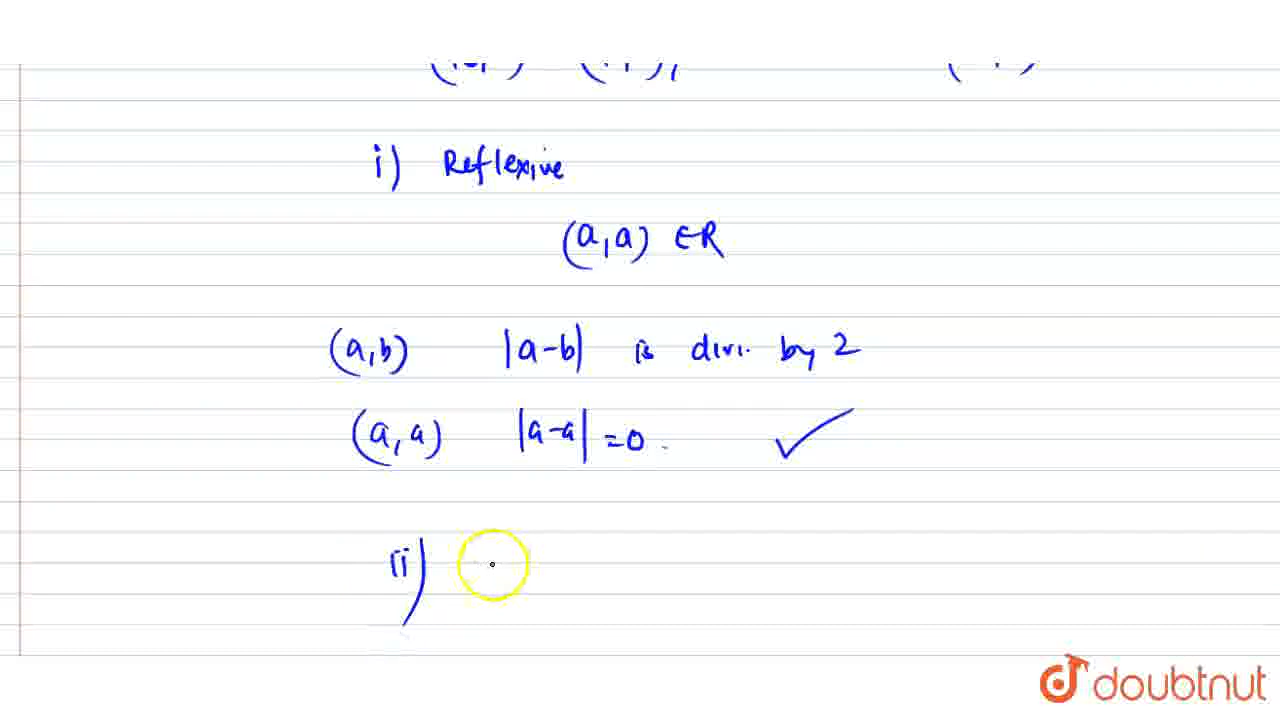 i) Reflexive
(a,a) ∈R
(a,b) |a-b| is divi. by 2
(a,a) |a-a| =0. ✓
ii)
doubtnut